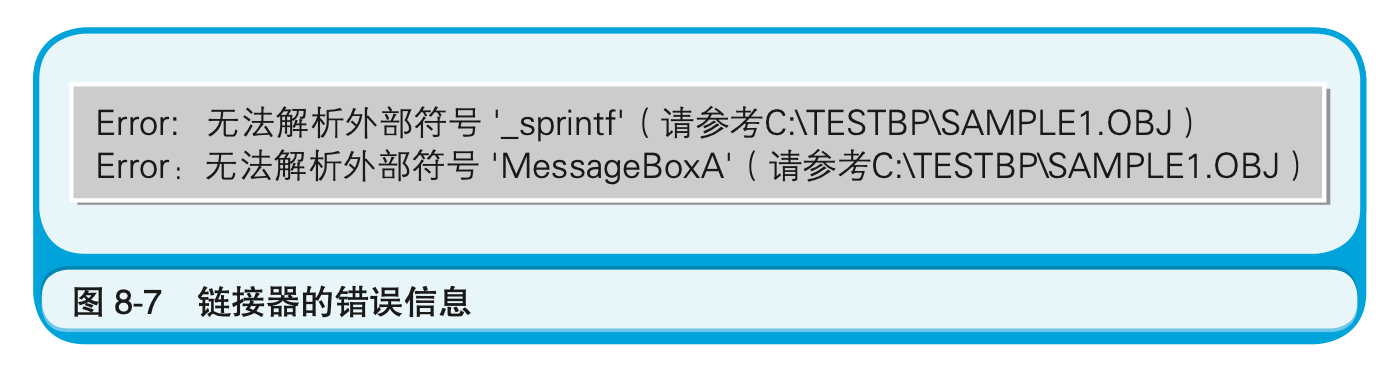 Error: 无法解析外部符号 '_sprintf'（请参考C:\TESTBP\SAMPLE1.OBJ）
Error：无法解析外部符号 'MessageBoxA'（请参考C:\TESTBP\SAMPLE1.OBJ）
图 8-7 链接器的错误信息